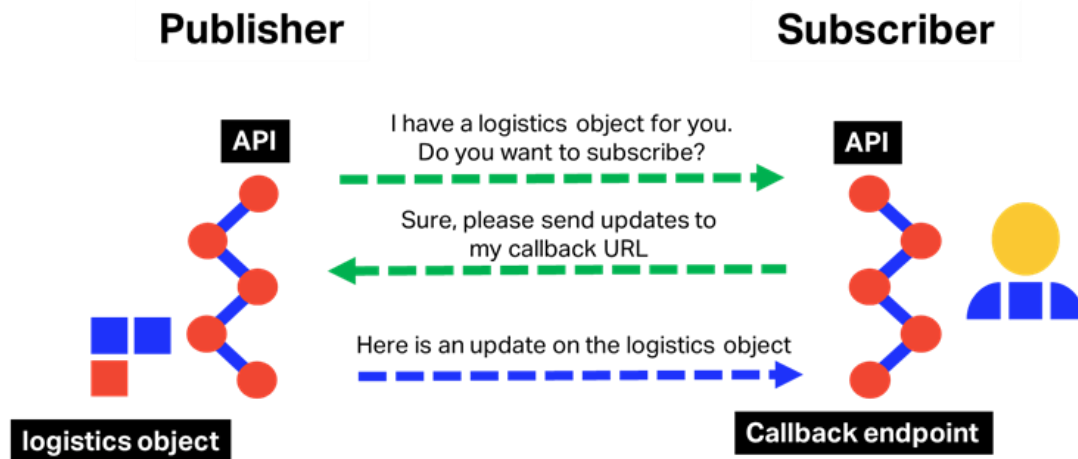 Publisher
Subscriber
API
API
I have a logistics object for you.
Do you want to subscribe?
Sure, please send updates to
my callback URL
Here is an update on the logistics object
logistics object
Callback endpoint